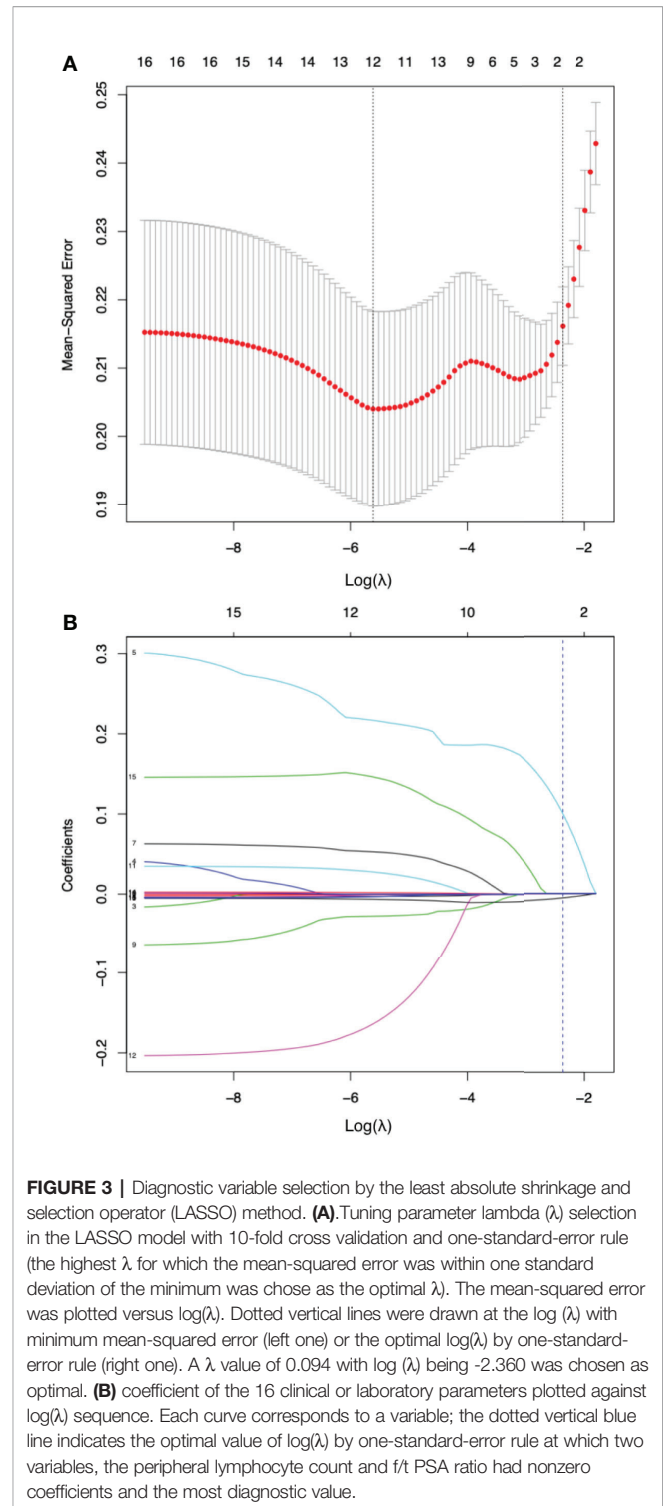 A
16 16 16 15 14 14 13 12 11 13 9 6 5 3 2 2
0.25
0.24
0.23
0.22
0.21
0.20
0.19
Mean−Squared Error
−8 −6 −4 −2
Log(λ)
B
15 12 10 2
0.3
0.2
0.1
0.0
−0.1
−0.2
Coefficients
5
15
7
11
3
9
12
−8 −6 −4 −2
Log(λ)
FIGURE 3 | Diagnostic variable selection by the least absolute shrinkage and
selection operator (LASSO) method. (A).Tuning parameter lambda (λ) selection
in the LASSO model with 10-fold cross validation and one-standard-error rule
(the highest λ for which the mean-squared error was within one standard
deviation of the minimum was chose as the optimal λ). The mean-squared error
was plotted versus log(λ). Dotted vertical lines were drawn at the log (λ) with
minimum mean-squared error (left one) or the optimal log(λ) by one-standard-
error rule (right one). A λ value of 0.094 with log (λ) being -2.360 was chosen as
optimal. (B) coefficient of the 16 clinical or laboratory parameters plotted against
log(λ) sequence. Each curve corresponds to a variable; the dotted vertical blue
line indicates the optimal value of log(λ) by one-standard-error rule at which two
variables, the peripheral lymphocyte count and f/t PSA ratio had nonzero
coefficients and the most diagnostic value.